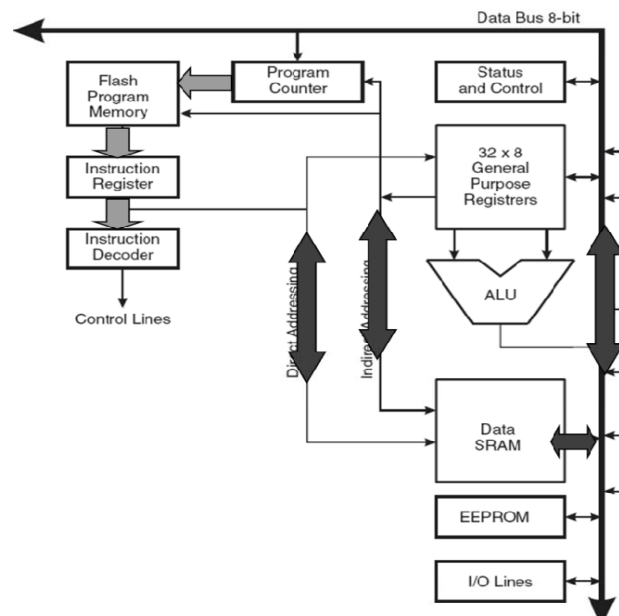 Data Bus 8-bit
Flash
Program
Memory
Program
Counter
Status
and Control
Instruction
Register
32 x 8
General
Purpose
Registrers
Instruction
Decoder
ALU
Control Lines
Direct Addressing
Indirect Addressing
Data
SRAM
EEPROM
I/O Lines